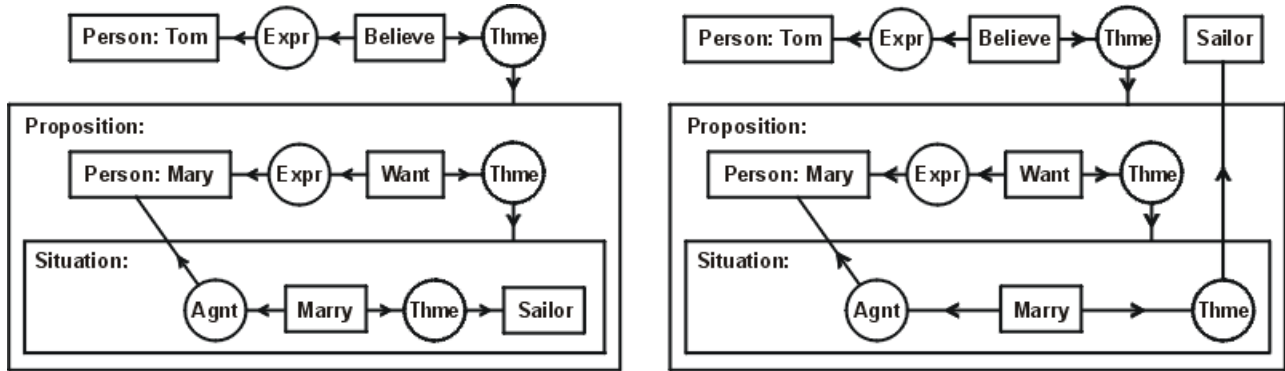 Person: Tom Expr Believe Thme
Proposition:
Person: Mary Expr Want Thme
Situation:
Agnt Marry Thme Sailor
Person: Tom Expr Believe Thme Sailor
Proposition:
Person: Mary Expr Want Thme
Situation:
Agnt Marry Thme